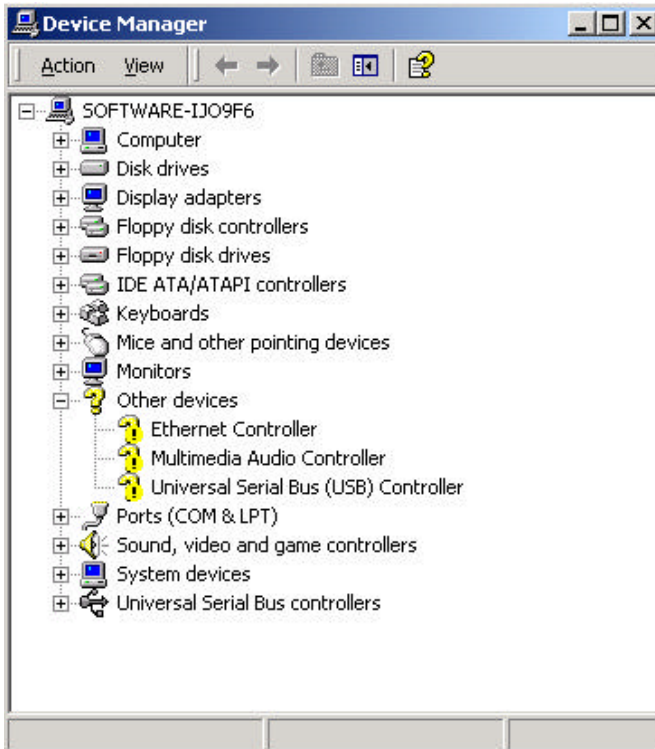 Device Manager
Action View
SOFTWARE-IJO9F6
Computer
Disk drives
Display adapters
Floppy disk controllers
Floppy disk drives
IDE ATA/ATAPI controllers
Keyboards
Mice and other pointing devices
Monitors
Other devices
Ethernet Controller
Multimedia Audio Controller
Universal Serial Bus (USB) Controller
Ports (COM & LPT)
Sound, video and game controllers
System devices
Universal Serial Bus controllers